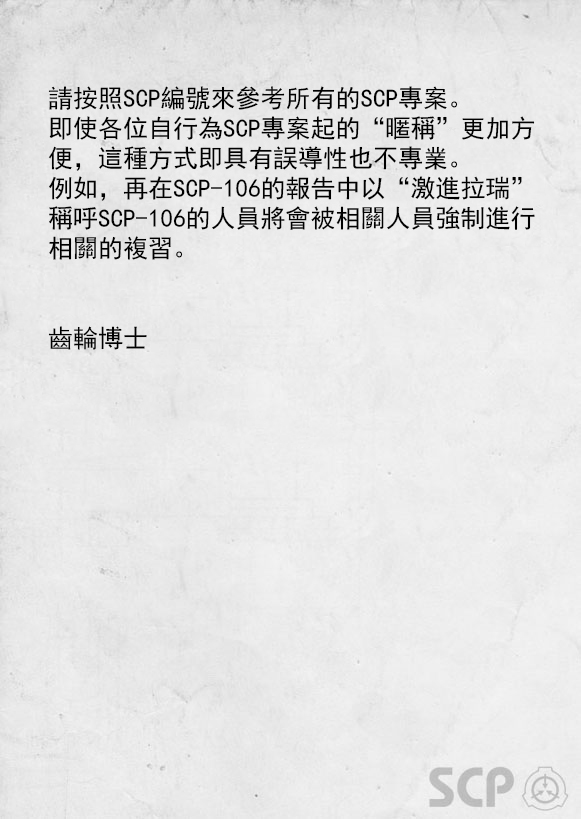 請按照SCP編號來參考所有的SCP專案。
即使各位自行為SCP專案起的“暱稱”更加方
便，這種方式即具有誤導性也不專業。
例如，再在SCP-106的報告中以“激進拉瑞”
稱呼SCP-106的人員將會被相關人員強制進行
相關的複習。
齒輪博士
SCP